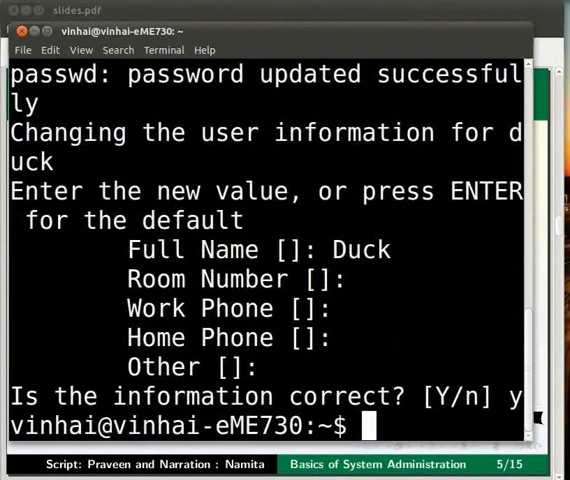 slides.pdf
vinhai@vinhai-eME730: ~
File Edit View Search Terminal Help
passwd: password updated successful
ly
Changing the user information for d
uck
Enter the new value, or press ENTER
for the default
Full Name []: Duck
Room Number []:
Work Phone []:
Home Phone []:
Other []:
Is the information correct? [Y/n] y
vinhai@vinhai-eME730:~$
Script: Praveen and Narration : Namita Basics of System Administration 5/15